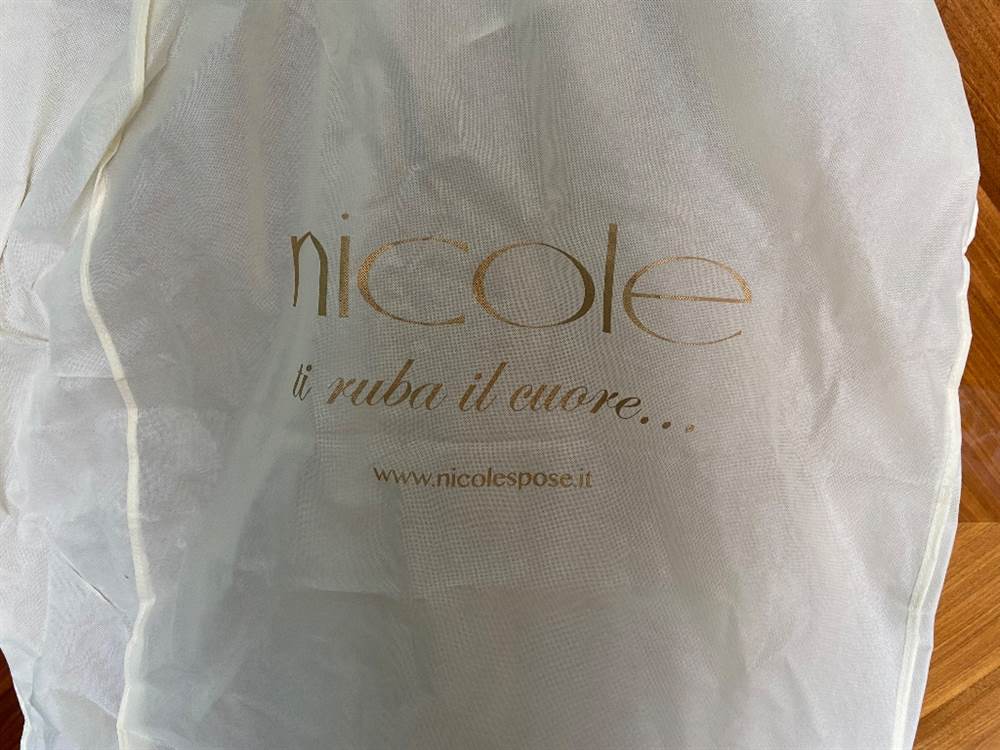 nicole
ti ruba il cuore...
www.nicolespose.it